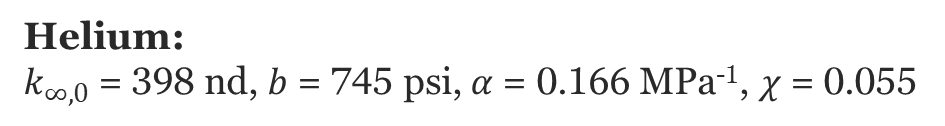 Helium:
k∞,0 = 398 nd, b = 745 psi, α = 0.166 MPa-1, χ = 0.055